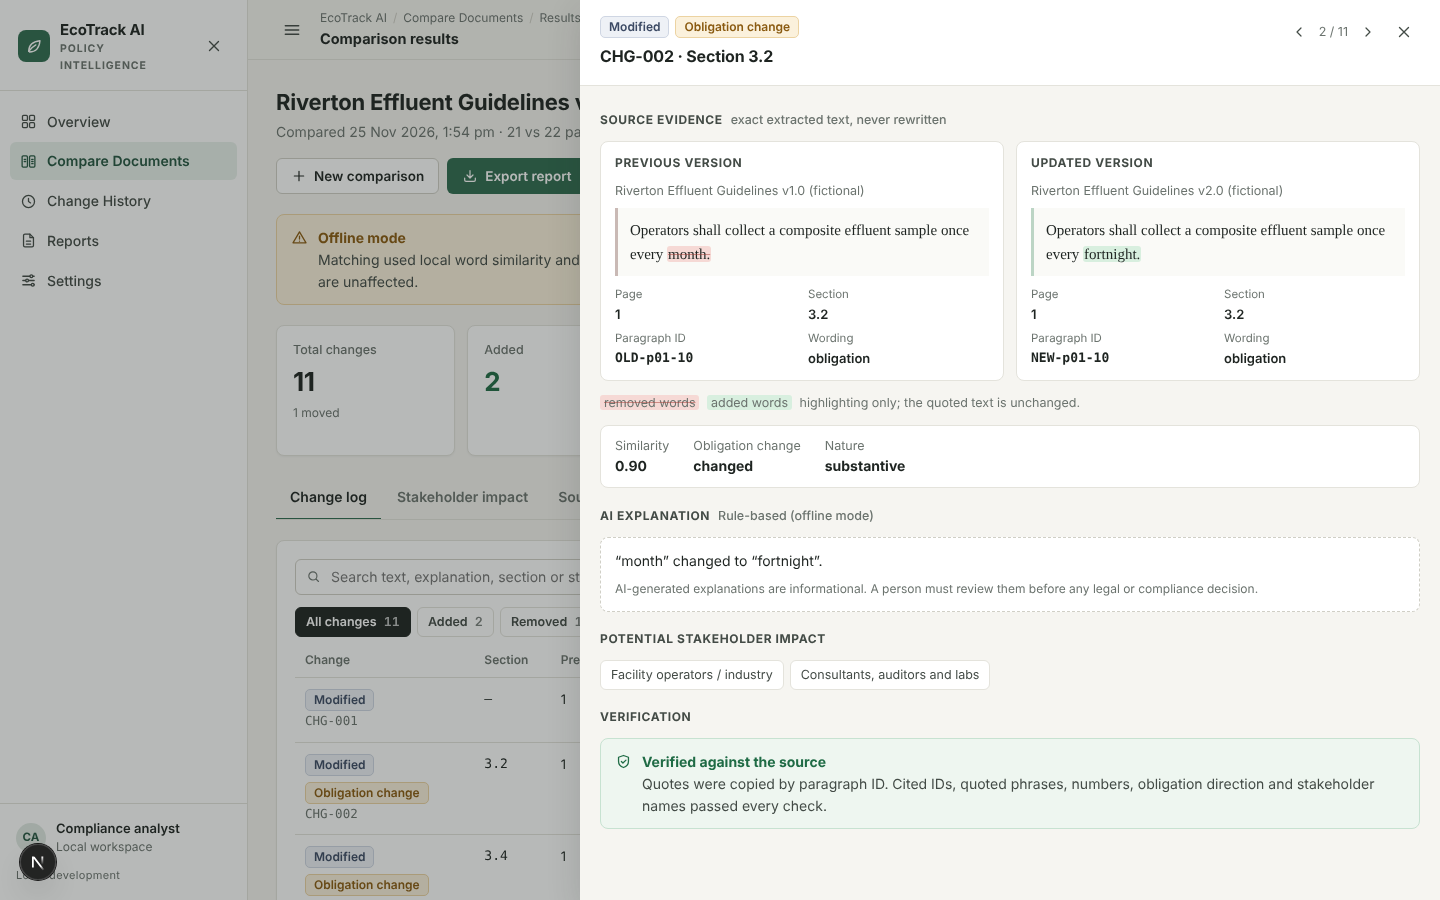 EcoTrack AI
POLICY
INTELLIGENCE
Overview
Compare Documents
Change History
Reports
Settings
CA
Compliance analyst
Local workspace
N
development
EcoTrack AI / Compare Documents / Results
Comparison results
Riverton Effluent Guidelines
Compared 25 Nov 2026, 1:54 pm · 21 vs 22 pa
New comparison
Export report
Offline mode
Matching used local word similarity and
are unaffected.
Total changes
11
1 moved
Added
2
Change log
Stakeholder impact
Sou
Search text, explanation, section or st
All changes 11
Added 2
Removed 1
Change Section Pre
Modified — 1
CHG-001
Modified 3.2 1
Obligation change
CHG-002
Modified 3.4 1
Obligation change
Modified Obligation change
CHG-002 · Section 3.2
2 / 11
SOURCE EVIDENCE exact extracted text, never rewritten
PREVIOUS VERSION
Riverton Effluent Guidelines v1.0 (fictional)
Operators shall collect a composite effluent sample once
every month.
Page Section
1 3.2
Paragraph ID Wording
OLD-p01-10 obligation
UPDATED VERSION
Riverton Effluent Guidelines v2.0 (fictional)
Operators shall collect a composite effluent sample once
every fortnight.
Page Section
1 3.2
Paragraph ID Wording
NEW-p01-10 obligation
removed words added words highlighting only; the quoted text is unchanged.
Similarity Obligation change Nature
0.90 changed substantive
AI EXPLANATION Rule-based (offline mode)
“month” changed to “fortnight”.
AI-generated explanations are informational. A person must review them before any legal or compliance decision.
POTENTIAL STAKEHOLDER IMPACT
Facility operators / industry
Consultants, auditors and labs
VERIFICATION
Verified against the source
Quotes were copied by paragraph ID. Cited IDs, quoted phrases, numbers, obligation direction and stakeholder
names passed every check.